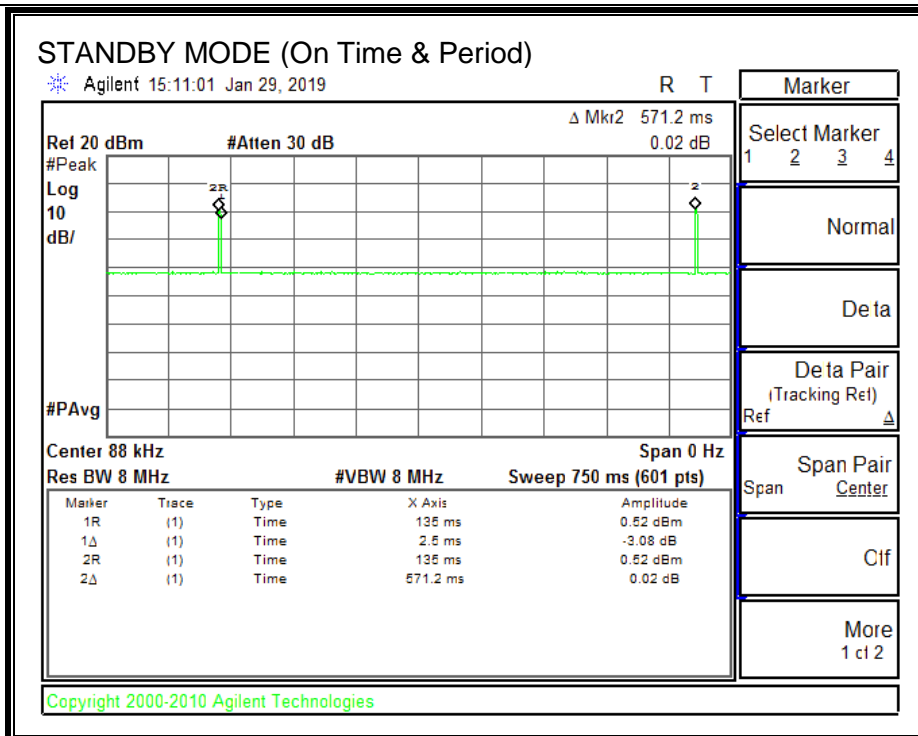 STANDBY MODE (On Time & Period)
Agilent 15:11:01 Jan 29, 2019 R T
Δ Mkr2 571.2 ms
Ref 20 dBm #Atten 30 dB 0.02 dB
#Peak
Log
10
dB/
2R 2
#PAvg
Center 88 kHz Span 0 Hz
Res BW 8 MHz #VBW 8 MHz Sweep 750 ms (601 pts)
Marker Trace Type X Axis Amplitude
1R (1) Time 135 ms 0.52 dBm
1Δ (1) Time 2.5 ms -3.08 dB
2R (1) Time 135 ms 0.52 dBm
2Δ (1) Time 571.2 ms 0.02 dB
Copyright 2000-2010 Agilent Technologies
Marker
Select Marker
1 2 3 4
Normal
De ta
De ta Pair
(Tracking Ref)
Ref Δ
Span Pair
Span Center
Off
More
1 of 2